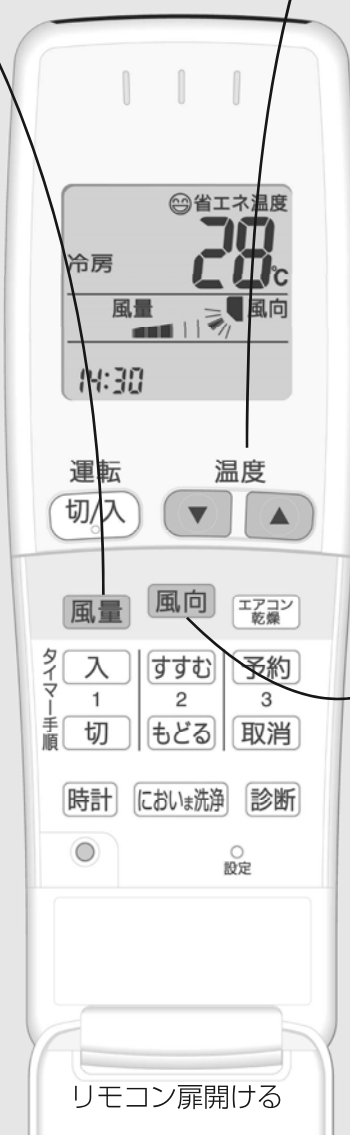 省エネ温度
28℃
冷房
風量 風向
14:30
運転 温度
切/入 ▼ ▲
風量 風向 エアコン乾燥
タイマー手順
入 すすむ 予約
1 2 3
切 もどる 取消
時計 におい洗浄 診断
設定
リモコン扉開ける